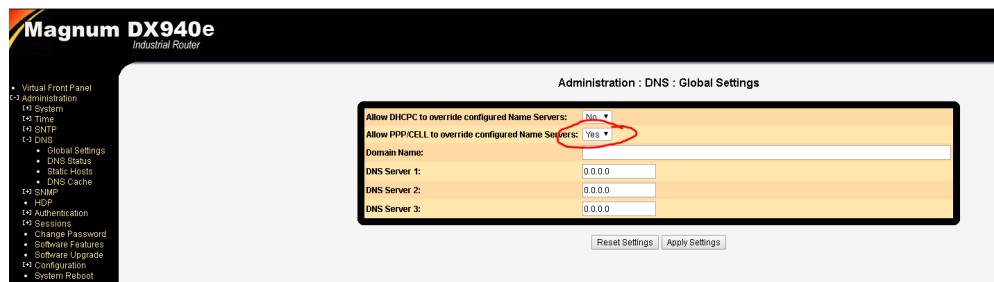 Magnum DX940e
Industrial Router
Virtual Front Panel
[-] Administration
[+] System
[+] Time
[+] SNTP
[-] DNS
Global Settings
DNS Status
Static Hosts
DNS Cache
[+] SNMP
HDP
[+] Authentication
[+] Sessions
Change Password
Software Features
Software Upgrade
[+] Configuration
System Reboot
Administration : DNS : Global Settings
Allow DHCPC to override configured Name Servers: No
Allow PPP/CELL to override configured Name Servers: Yes
Domain Name:
DNS Server 1: 0.0.0.0
DNS Server 2: 0.0.0.0
DNS Server 3: 0.0.0.0
Reset Settings Apply Settings